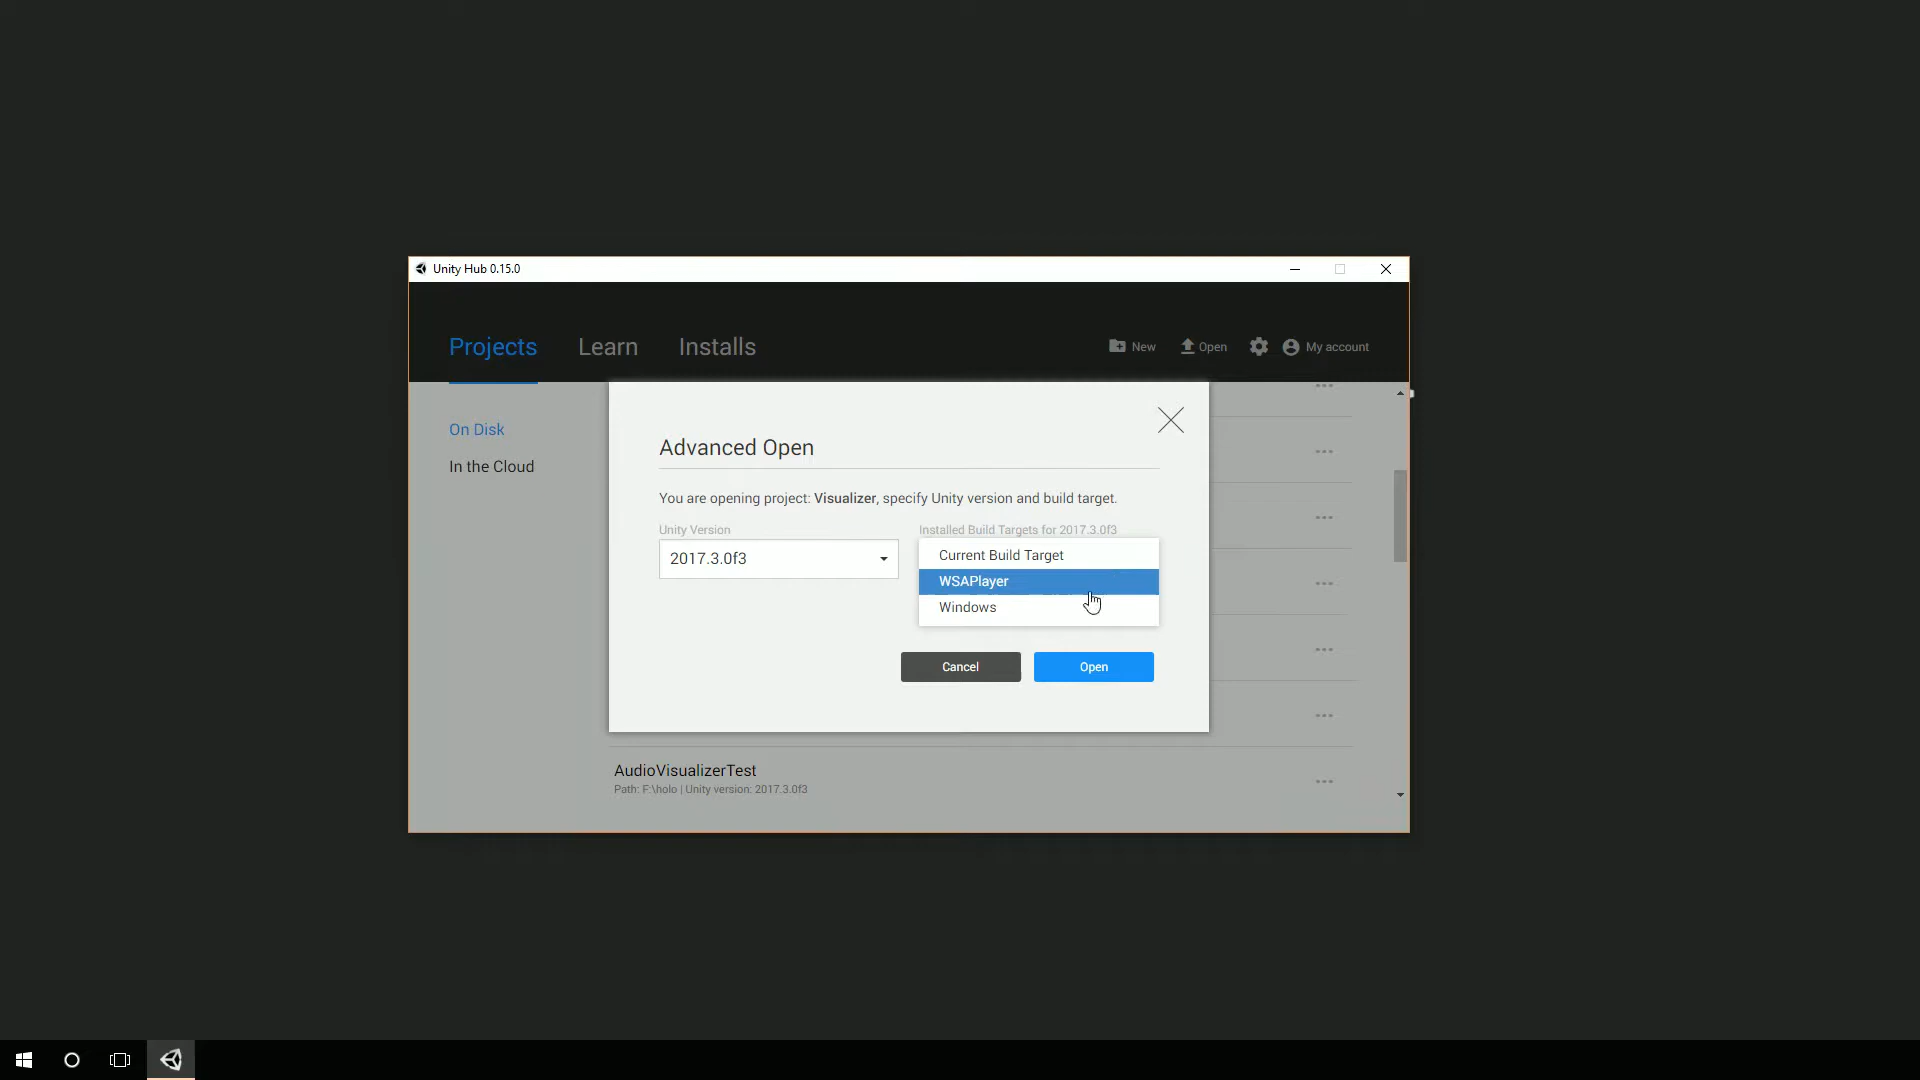 Unity Hub 0.15.0
Projects
Learn
Installs
New
Open
My account
On Disk
In the Cloud
Advanced Open
You are opening project: Visualizer, specify Unity version and build target.
Unity Version
Installed Build Targets for 2017.3.0f3
2017.3.0f3
Current Build Target
WSAPlayer
Windows
Cancel
Open
AudioVisualizerTest
Path: F:\holo | Unity version: 2017.3.0f3